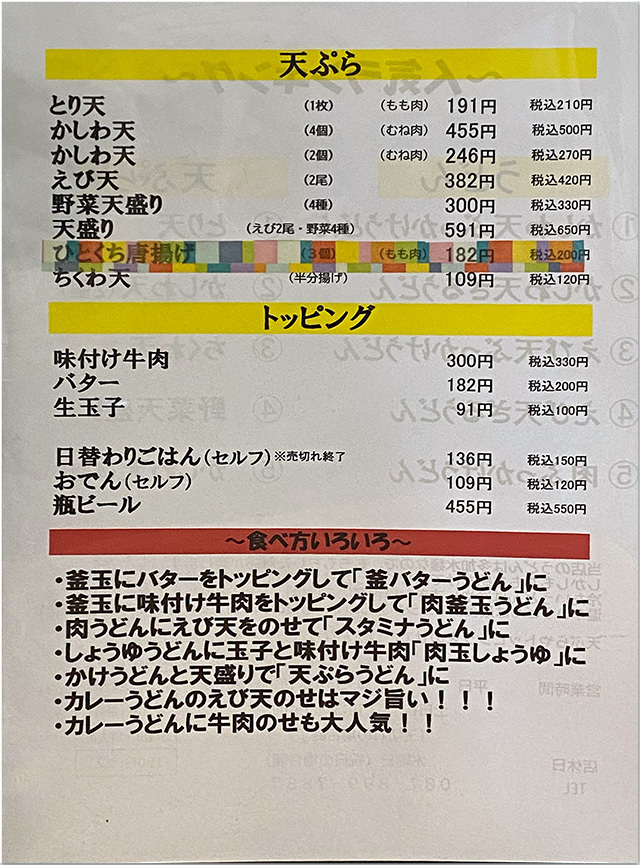 天ぷら
とり天 (1枚) (もも肉) 191円 税込210円
かしわ天 (4個) (むね肉) 455円 税込500円
かしわ天 (2個) (むね肉) 246円 税込270円
えび天 (2尾) 382円 税込420円
野菜天盛り (4種) 300円 税込330円
天盛り (えび2尾・野菜4種) 591円 税込650円
ひとくち唐揚げ (3個) (もも肉) 182円 税込200円
ちくわ天 (半分揚げ) 109円 税込120円
トッピング
味付け牛肉 300円 税込330円
バター 182円 税込200円
生玉子 91円 税込100円
日替わりごはん(セルフ)※売切れ終了 136円 税込150円
おでん(セルフ) 109円 税込120円
瓶ビール 455円 税込550円
～食べ方いろいろ～
・釜玉にバターをトッピングして「釜バターうどん」に
・釜玉に味付け牛肉をトッピングして「肉釜玉うどん」に
・肉うどんにえび天をのせて「スタミナうどん」に
・しょうゆうどんに玉子と味付け牛肉「肉玉しょうゆ」に
・かけうどんと天盛りで「天ぷらうどん」に
・カレーうどんのえび天のせはマジ旨い！！！
・カレーうどんに牛肉のせも大人気！！